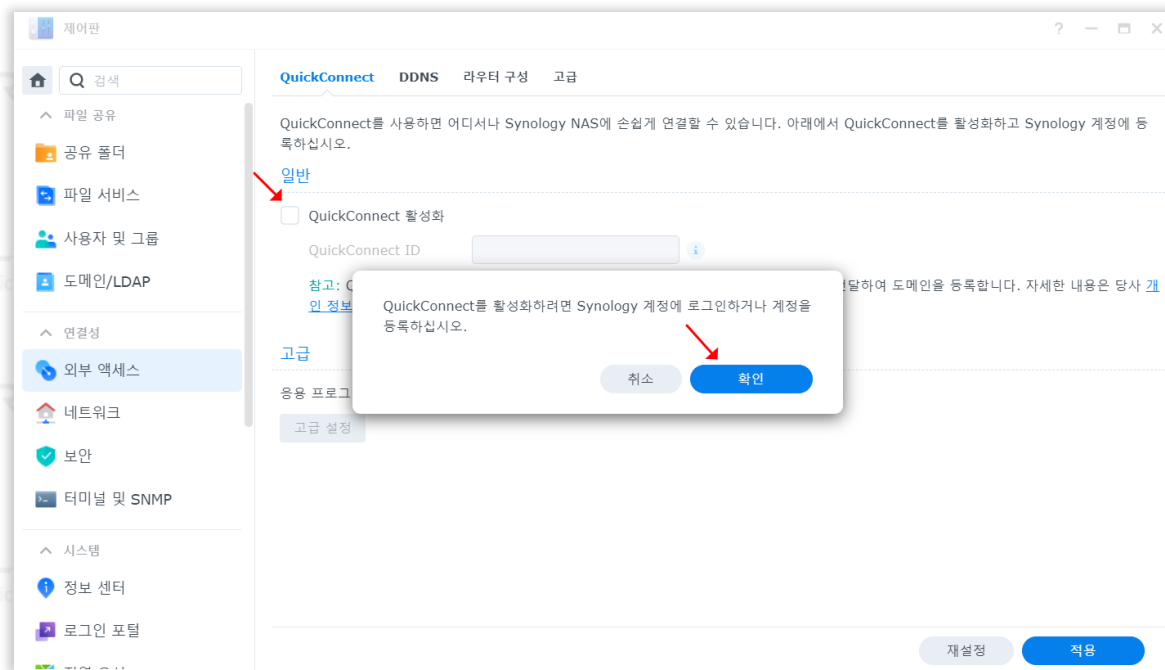 제어판
검색
파일 공유
공유 폴더
파일 서비스
사용자 및 그룹
도메인/LDAP
연결성
외부 액세스
네트워크
보안
터미널 및 SNMP
시스템
정보 센터
로그인 포털
QuickConnect DDNS 라우터 구성 고급
QuickConnect를 사용하면 어디서나 Synology NAS에 손쉽게 연결할 수 있습니다. 아래에서 QuickConnect를 활성화하고 Synology 계정에 등
록하십시오.
일반
QuickConnect 활성화
QuickConnect ID
참고: 달하여 도메인을 등록합니다. 자세한 내용은 당사 개
인 정보
QuickConnect를 활성화하려면 Synology 계정에 로그인하거나 계정을
등록하십시오.
취소 확인
고급
응용 프로그
고급 설정
재설정 적용